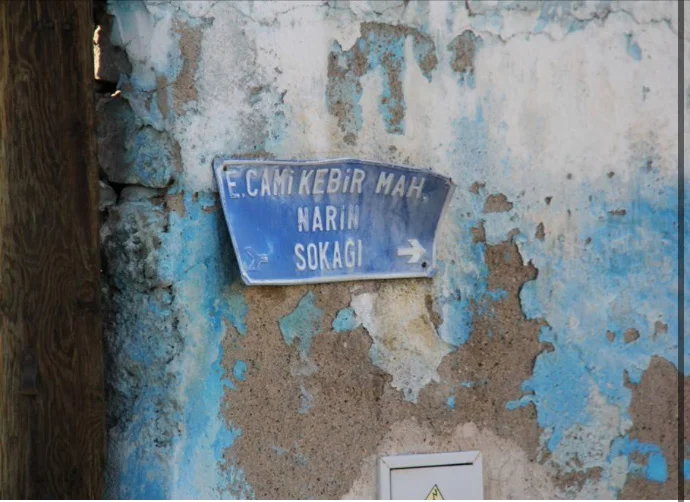 E.CAMİ KEBİR MAH.
NARİN
SOKAGI